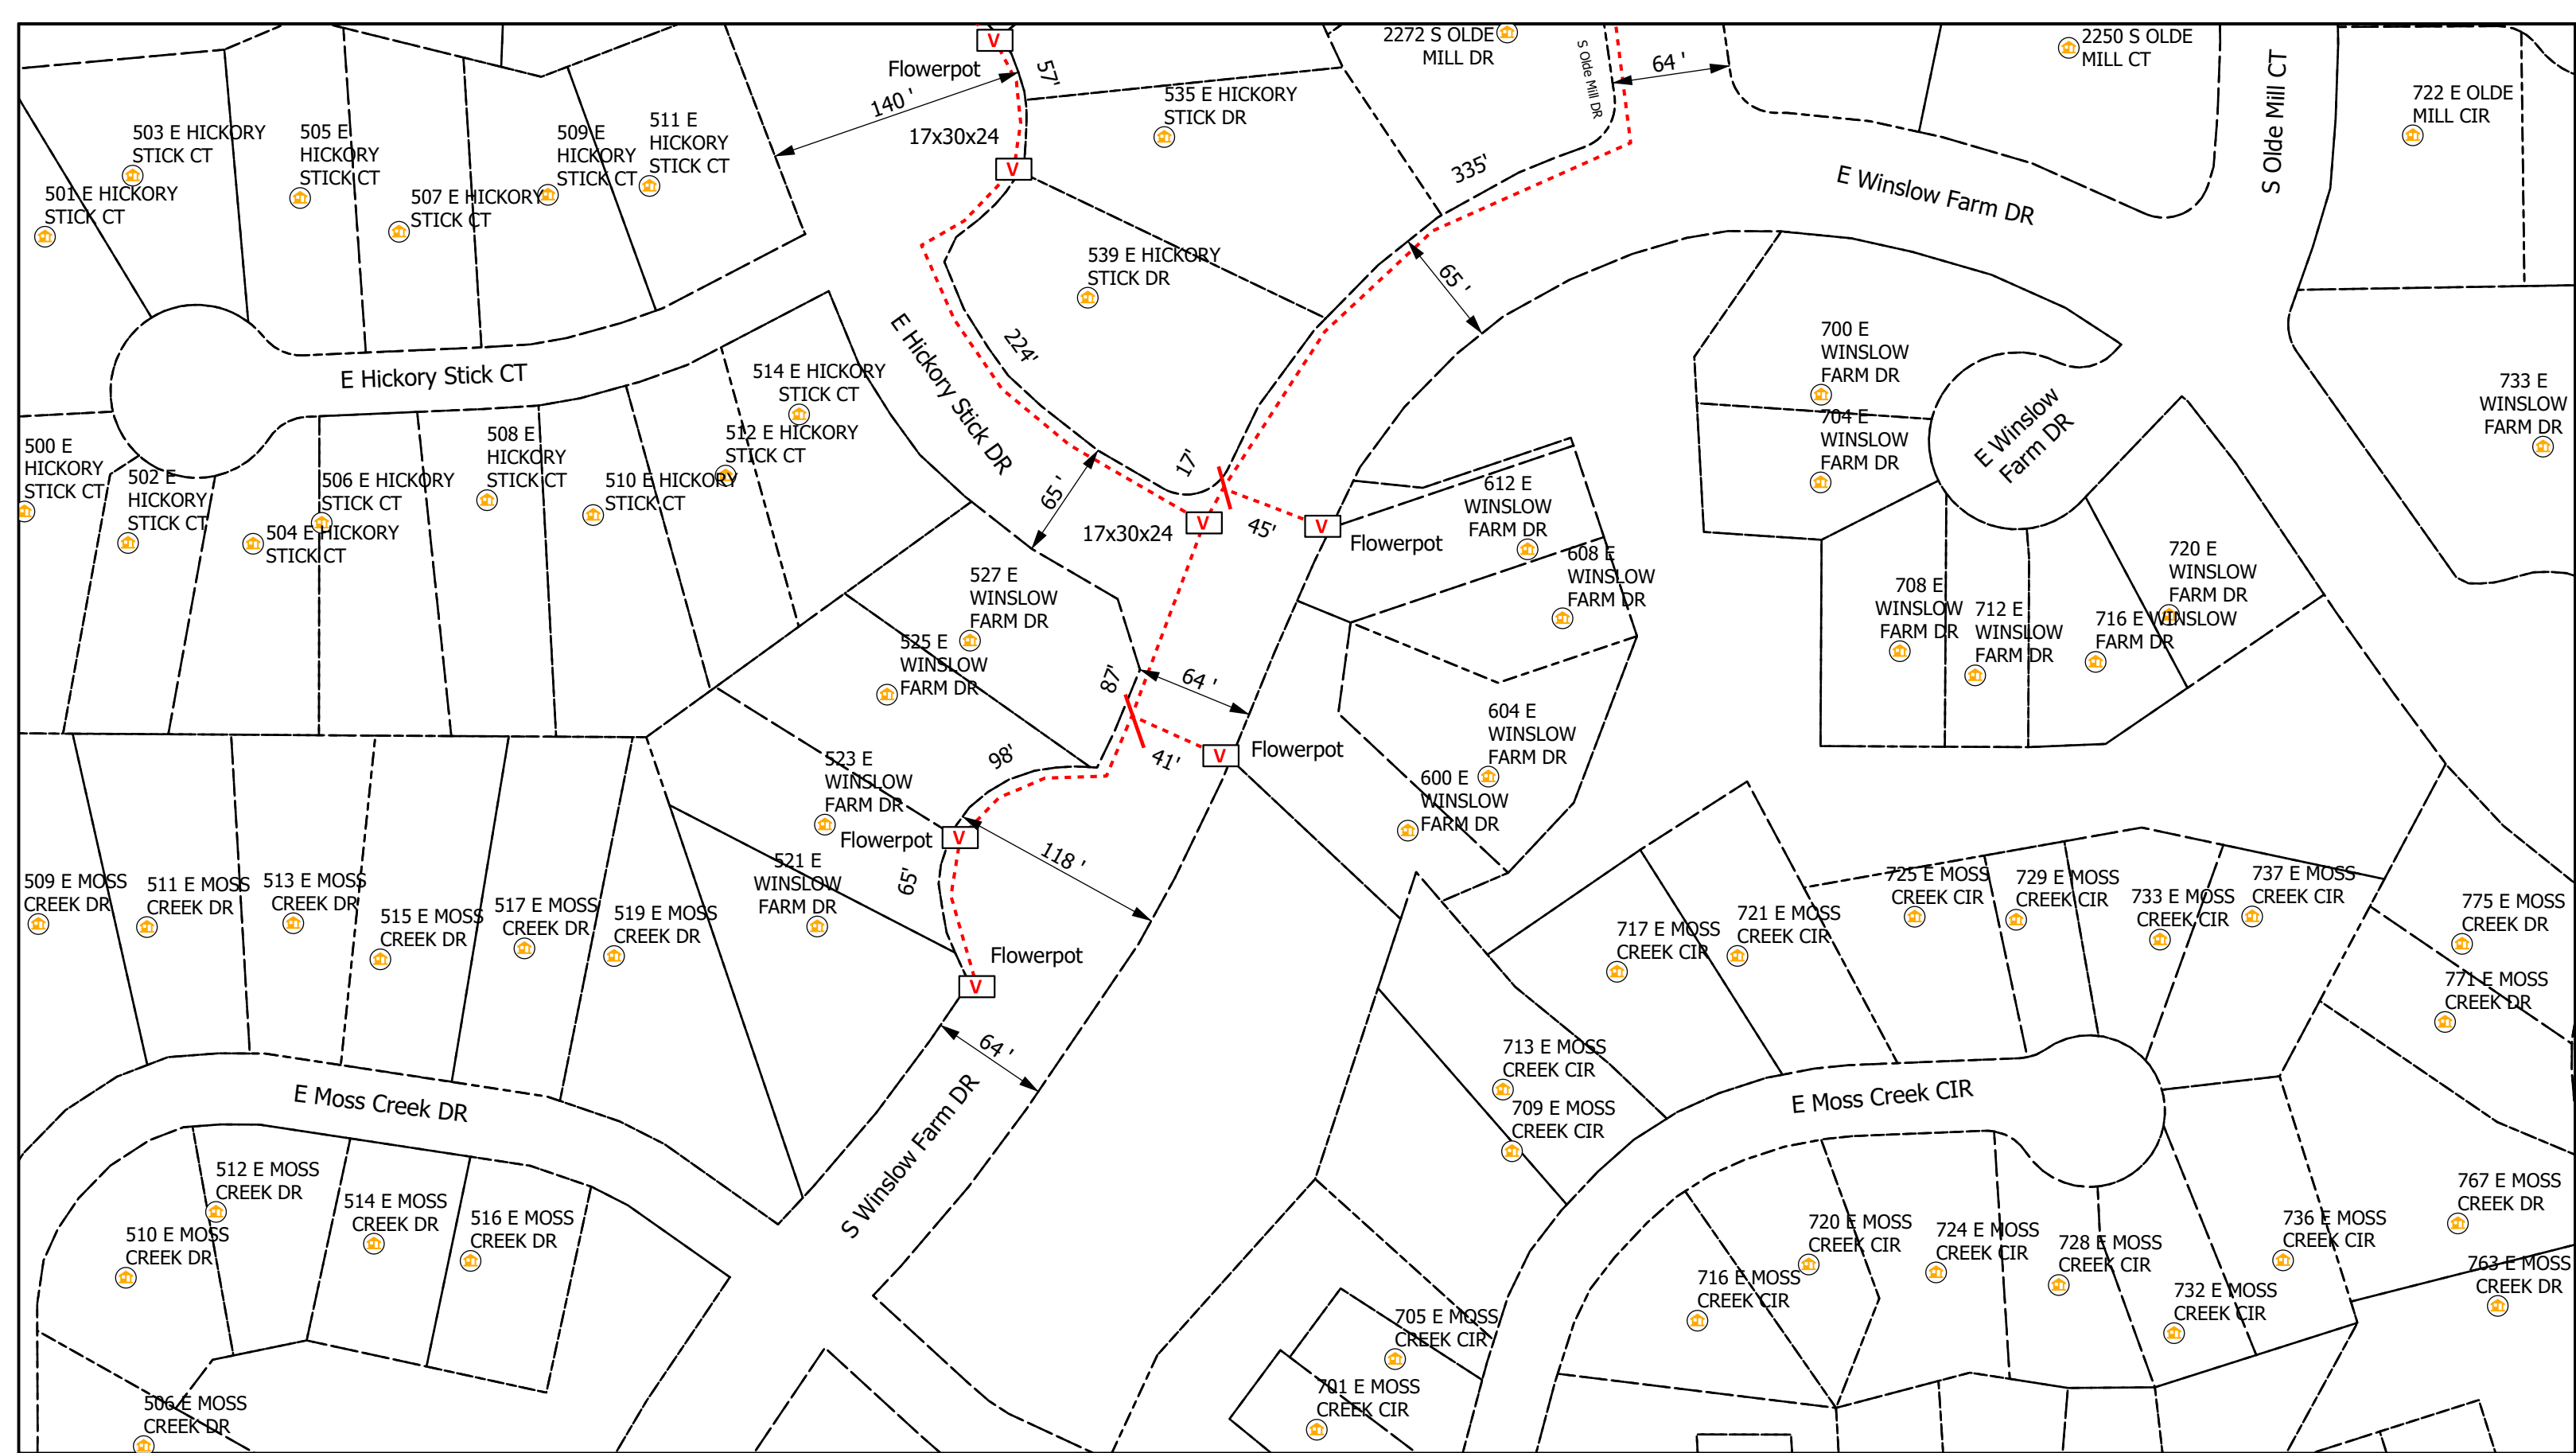 2272 S OLDE
MILL DR
S Olde Mill DR
64 '
2250 S OLDE
MILL CT
S Olde Mill CT
722 E OLDE
MILL CIR
V
Flowerpot
57'
140 '
17x30x24
V
535 E HICKORY
STICK DR
335'
E Winslow Farm DR
503 E HICKORY
STICK CT
505 E
HICKORY
STICK CT
509 E
HICKORY
STICK CT
511 E
HICKORY
STICK CT
501 E HICKORY
STICK CT
507 E HICKORY
STICK CT
539 E HICKORY
STICK DR
65 '
224'
E Hickory Stick DR
E Hickory Stick CT
514 E HICKORY
STICK CT
512 E HICKORY
STICK CT
700 E
WINSLOW
FARM DR
704 E
WINSLOW
FARM DR
E Winslow
Farm DR
733 E
WINSLOW
FARM DR
500 E
HICKORY
STICK CT
502 E
HICKORY
STICK CT
506 E HICKORY
STICK CT
504 E HICKORY
STICK CT
508 E
HICKORY
STICK CT
510 E HICKORY
STICK CT
65 '
17'
17x30x24
V
45'
V
Flowerpot
612 E
WINSLOW
FARM DR
608 E
WINSLOW
FARM DR
527 E
WINSLOW
FARM DR
525 E
WINSLOW
FARM DR
87'
64 '
41'
V
Flowerpot
604 E
WINSLOW
FARM DR
600 E
WINSLOW
FARM DR
708 E
WINSLOW
FARM DR
712 E
WINSLOW
FARM DR
716 E WINSLOW
FARM DR
720 E
WINSLOW
FARM DR
523 E
WINSLOW
FARM DR
98'
Flowerpot
V
118 '
521 E
WINSLOW
FARM DR
65'
Flowerpot
V
64 '
S Winslow Farm DR
509 E MOSS
CREEK DR
511 E MOSS
CREEK DR
513 E MOSS
CREEK DR
515 E MOSS
CREEK DR
517 E MOSS
CREEK DR
519 E MOSS
CREEK DR
E Moss Creek DR
717 E MOSS
CREEK CIR
721 E MOSS
CREEK CIR
725 E MOSS
CREEK CIR
729 E MOSS
CREEK CIR
733 E MOSS
CREEK CIR
737 E MOSS
CREEK CIR
775 E MOSS
CREEK DR
771 E MOSS
CREEK DR
713 E MOSS
CREEK CIR
709 E MOSS
CREEK CIR
E Moss Creek CIR
512 E MOSS
CREEK DR
514 E MOSS
CREEK DR
516 E MOSS
CREEK DR
510 E MOSS
CREEK DR
506 E MOSS
CREEK DR
705 E MOSS
CREEK CIR
701 E MOSS
CREEK CIR
716 E MOSS
CREEK CIR
720 E MOSS
CREEK CIR
724 E MOSS
CREEK CIR
728 E MOSS
CREEK CIR
732 E MOSS
CREEK CIR
736 E MOSS
CREEK CIR
767 E MOSS
CREEK DR
763 E MOSS
CREEK DR